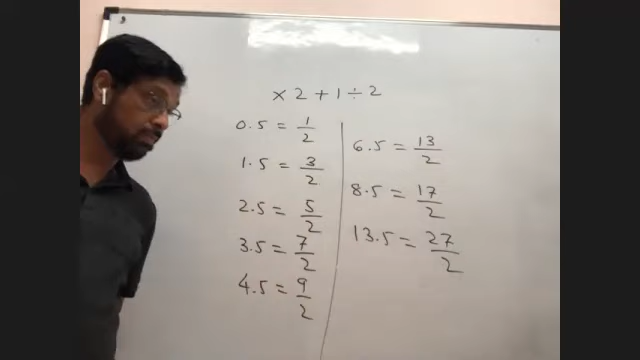 ×2+1÷2
0.5 = 1/2
1.5 = 3/2
2.5 = 5/2
3.5 = 7/2
4.5 = 9/2
6.5 = 13/2
8.5 = 17/2
13.5 = 27/2